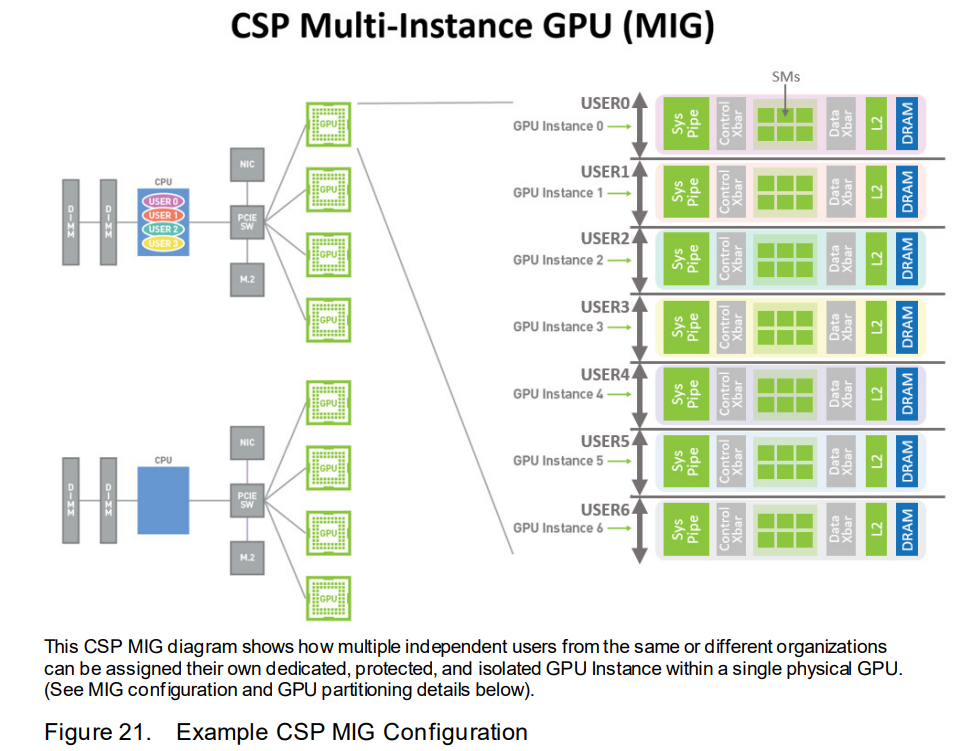 CSP Multi-Instance GPU (MIG)
SMs
GPU
NIC
GPU
CPU
DIMM
DIMM
USER 0
USER 1
USER 2
USER 3
PCIE
SW
GPU
M.2
GPU
GPU
NIC
GPU
CPU
DIMM
DIMM
PCIE
SW
GPU
M.2
GPU
USER0
GPU Instance 0
Sys Pipe
Control Xbar
Data Xbar
L2
DRAM
USER1
GPU Instance 1
Sys Pipe
Control Xbar
Data Xbar
L2
DRAM
USER2
GPU Instance 2
Sys Pipe
Control Xbar
Data Xbar
L2
DRAM
USER3
GPU Instance 3
Sys Pipe
Control Xbar
Data Xbar
L2
DRAM
USER4
GPU Instance 4
Sys Pipe
Control Xbar
Data Xbar
L2
DRAM
USER5
GPU Instance 5
Sys Pipe
Control Xbar
Data Xbar
L2
DRAM
USER6
GPU Instance 6
Sys Pipe
Control Xbar
Data Xbar
L2
DRAM
This CSP MIG diagram shows how multiple independent users from the same or different organizations
can be assigned their own dedicated, protected, and isolated GPU Instance within a single physical GPU.
(See MIG configuration and GPU partitioning details below).
Figure 21. Example CSP MIG Configuration